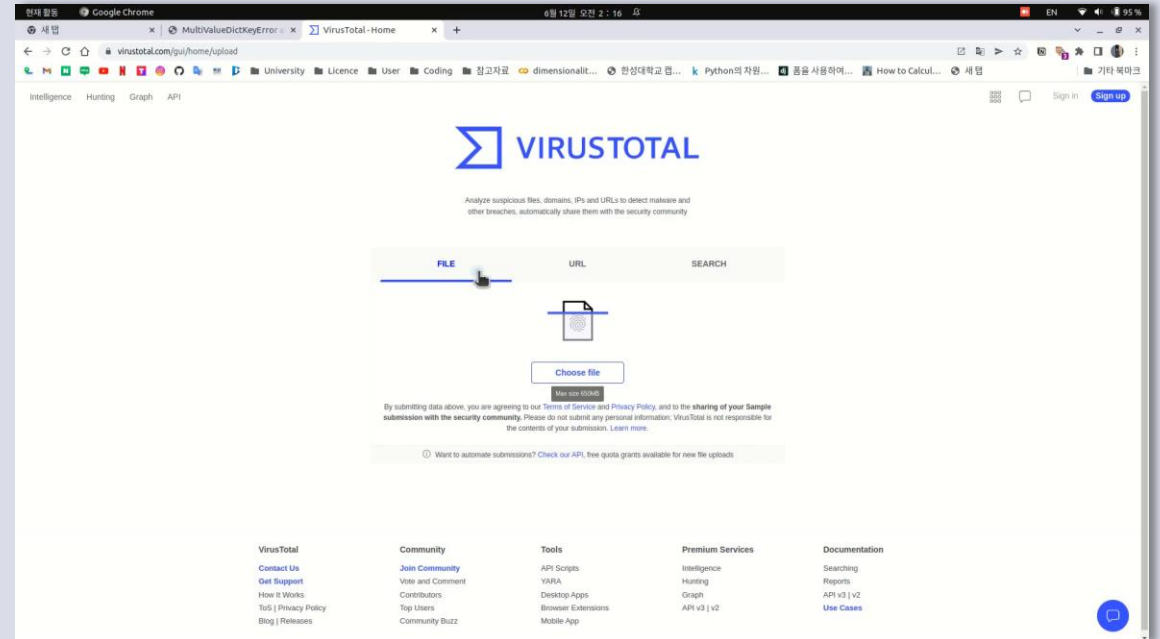 현재 활동 Google Chrome 6월 12일 오전 2 : 16 EN 95 %
새 탭 MultiValueDictKeyError VirusTotal - Home
virustotal.com/gui/home/upload
University Licence User Coding 참고자료 dimensionalit... 한성대학교 캡... Python의 차원... 폼을 사용하여... How to Calcul... 새 탭 기타 북마크
Intelligence Hunting Graph API Sign in Sign up
VIRUSTOTAL
Analyze suspicious files, domains, IPs and URLs to detect malware and
other breaches, automatically share them with the security community
FILE URL SEARCH
Choose file
Max size 650MB
By submitting data above, you are agreeing to our Terms of Service and Privacy Policy, and to the sharing of your Sample
submission with the security community. Please do not submit any personal information; VirusTotal is not responsible for
the contents of your submission. Learn more.
Want to automate submissions? Check our API, free quota grants available for new file uploads
VirusTotal Community Tools Premium Services Documentation
Contact Us Join Community API Scripts Intelligence Searching
Get Support Vote and Comment YARA Hunting Reports
How It Works Contributors Desktop Apps Graph API v3 | v2
ToS | Privacy Policy Top Users Browser Extensions API v3 | v2 Use Cases
Blog | Releases Community Buzz Mobile App